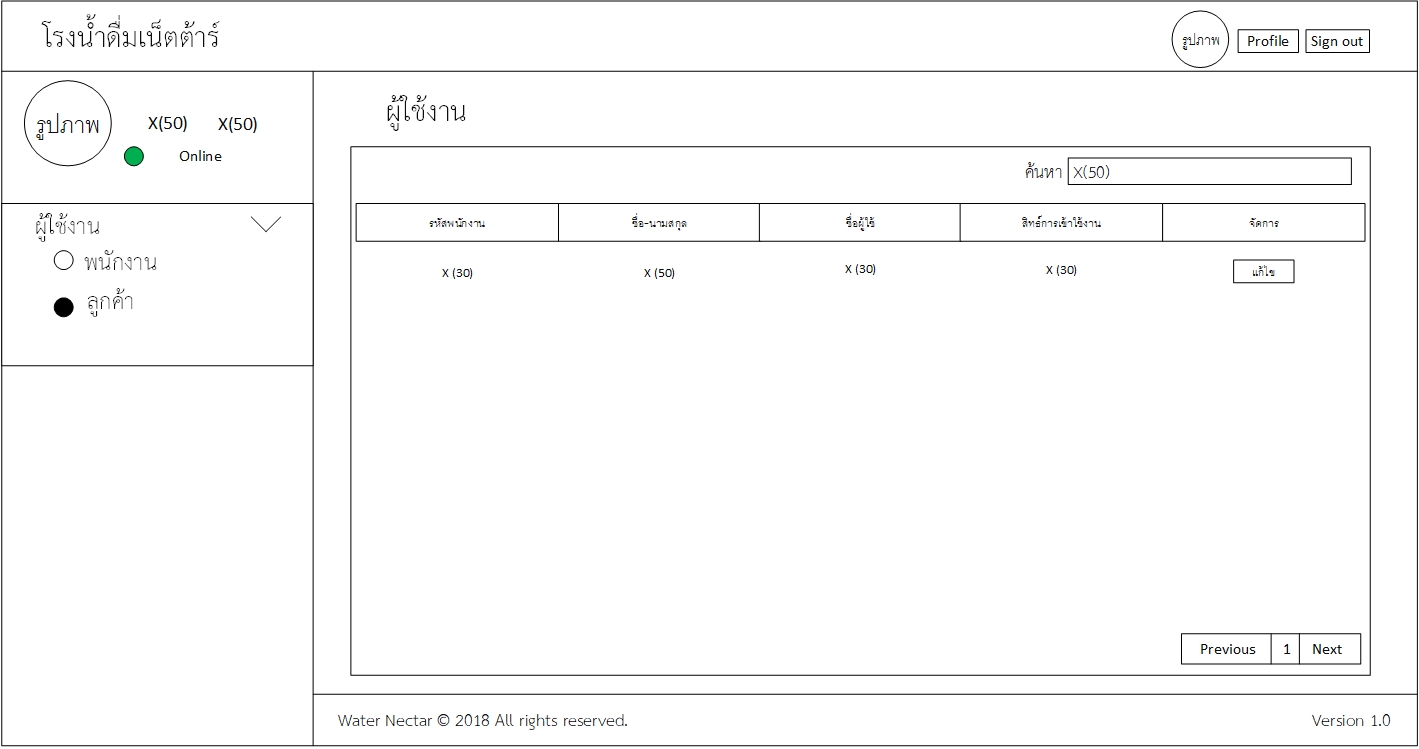 โรงน้ำดื่มเน็ตต้าร์
รูปภาพ Profile Sign out
รูปภาพ X(50) X(50)
Online
ผู้ใช้งาน
พนักงาน
ลูกค้า
ผู้ใช้งาน
ค้นหา X(50)
รหัสพนักงาน ชื่อ-นามสกุล ชื่อผู้ใช้ สิทธ์การเข้าใช้งาน จัดการ
X (30) X (50) X (30) X (30) แก้ไข
Previous 1 Next
Water Nectar © 2018 All rights reserved. Version 1.0